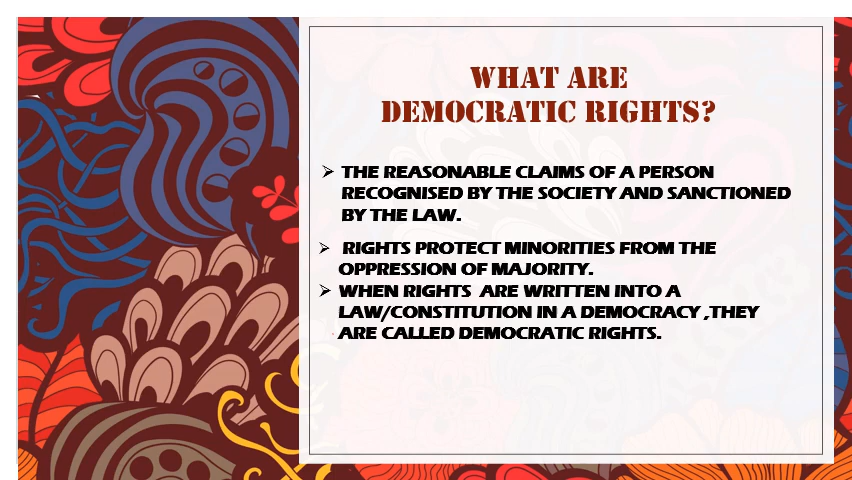 WHAT ARE
DEMOCRATIC RIGHTS?
➢ THE REASONABLE CLAIMS OF A PERSON
RECOGNISED BY THE SOCIETY AND SANCTIONED
BY THE LAW.
➢ RIGHTS PROTECT MINORITIES FROM THE
OPPRESSION OF MAJORITY.
➢ WHEN RIGHTS ARE WRITTEN INTO A
LAW/CONSTITUTION IN A DEMOCRACY ,THEY
ARE CALLED DEMOCRATIC RIGHTS.